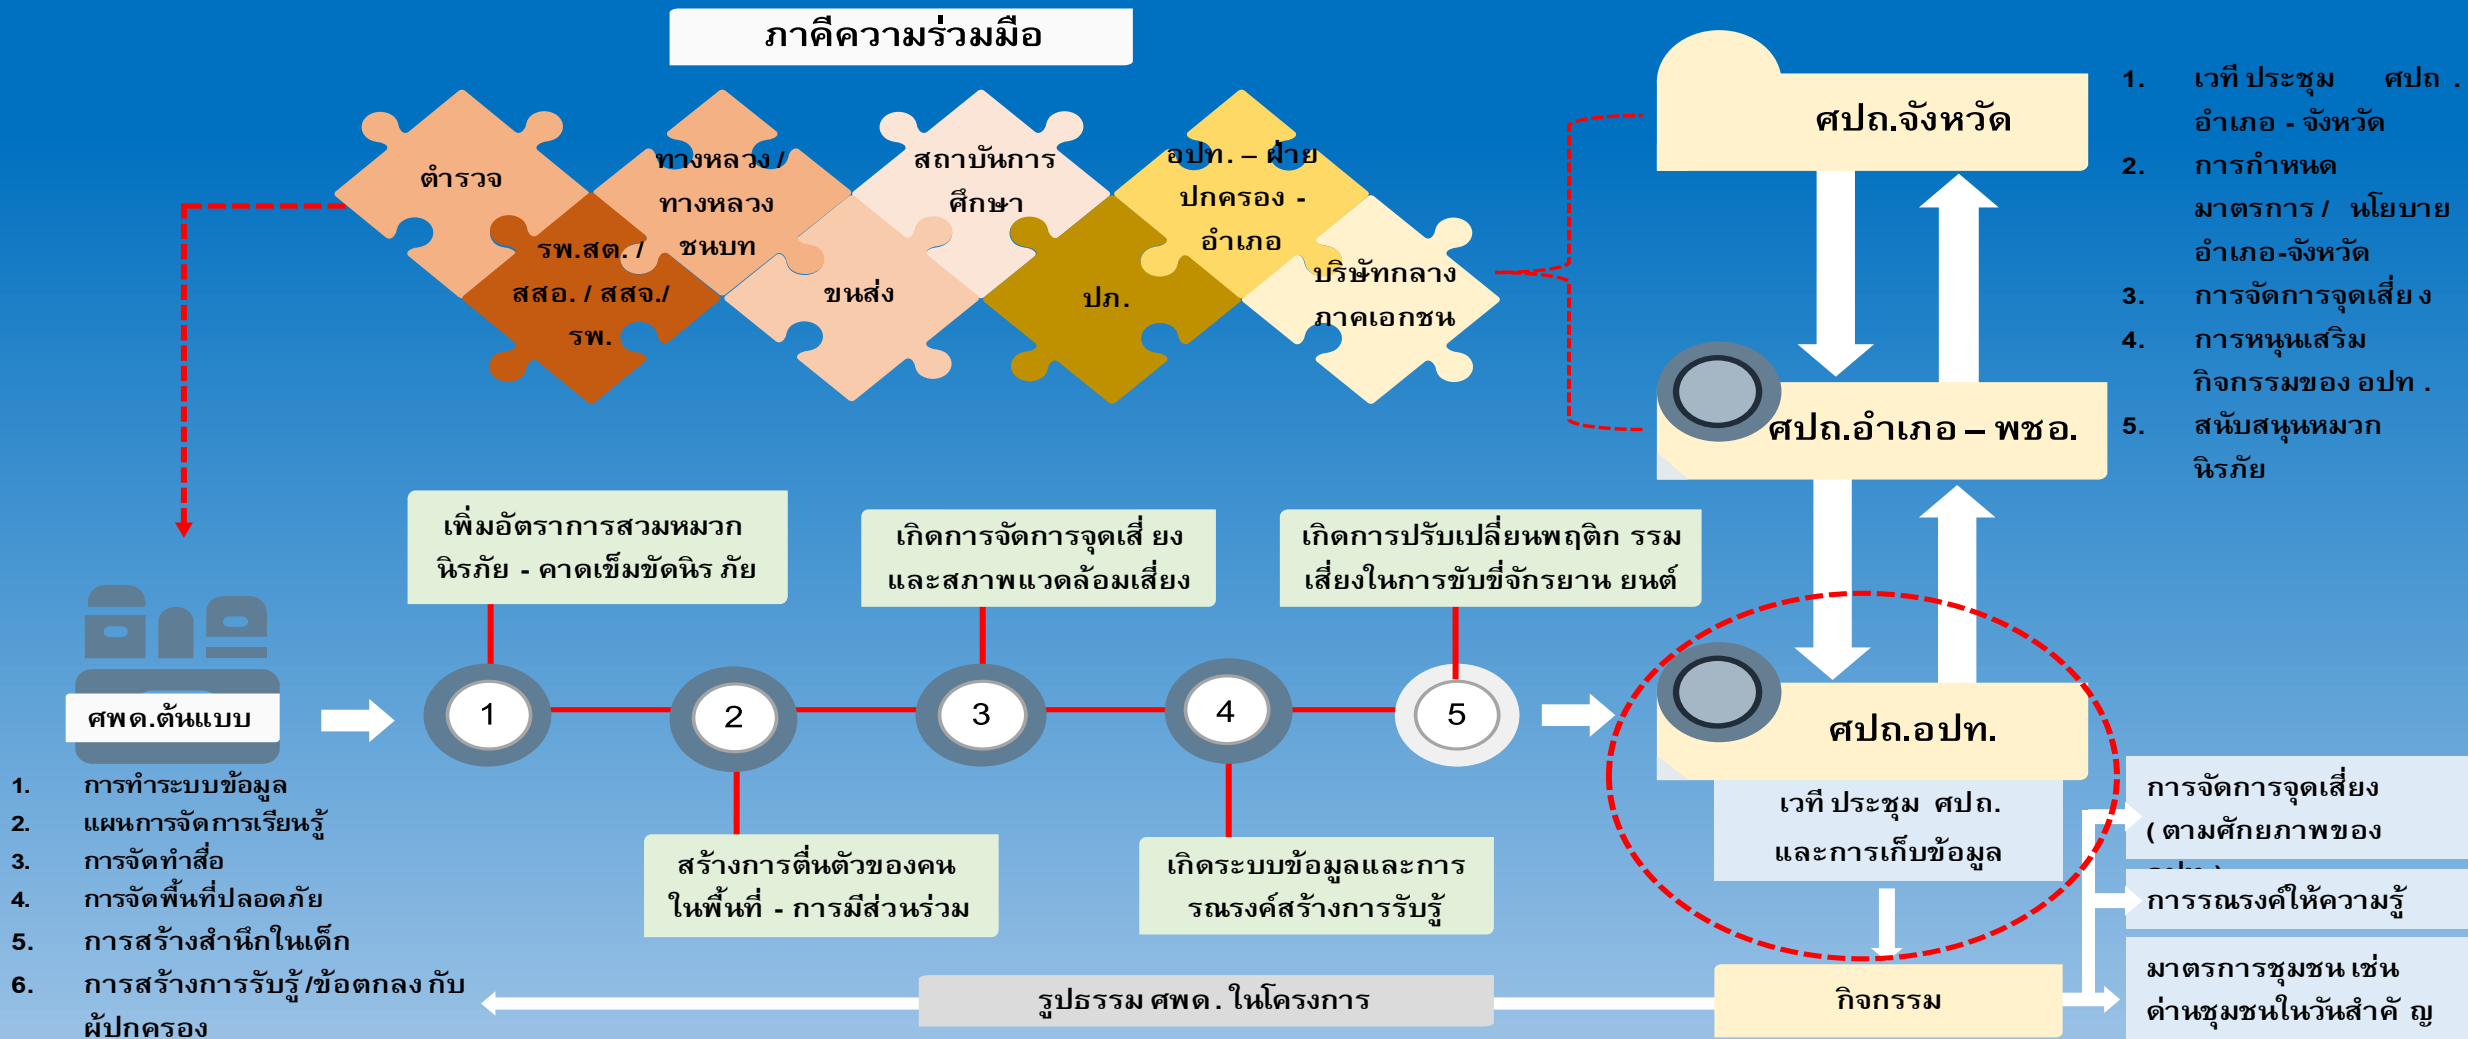 ภาคีความร่วมมือ
ตำรวจ
รพ.สต. /
สสอ. / สสจ./
รพ.
ทางหลวง /
ทางหลวง
ชนบท
ขนส่ง
สถาบันการ
ศึกษา
ปภ.
อปท. – ฝ่าย
ปกครอง -
อำเภอ
บริษัทกลาง
ภาคเอกชน
ศปถ.จังหวัด
ศปถ.อำเภอ – พชอ.
1. เวที ประชุม ศปถ .
อำเภอ - จังหวัด
2. การกำหนด
มาตรการ / นโยบาย
อำเภอ-จังหวัด
3. การจัดการจุดเสี่ยง
4. การหนุนเสริม
กิจกรรมของ อปท .
5. สนับสนุนหมวก
นิรภัย
เพิ่มอัตราการสวมหมวก
นิรภัย - คาดเข็มขัดนิรภัย
เกิดการจัดการจุดเสี่ยง
และสภาพแวดล้อมเสี่ยง
เกิดการปรับเปลี่ยนพฤติกรรม
เสี่ยงในการขับขี่จักรยานยนต์
ศพด.ต้นแบบ
1
2
3
4
5
สร้างการตื่นตัวของคน
ในพื้นที่ - การมีส่วนร่วม
เกิดระบบข้อมูลและการ
รณรงค์สร้างการรับรู้
1. การทำระบบข้อมูล
2. แผนการจัดการเรียนรู้
3. การจัดทำสื่อ
4. การจัดพื้นที่ปลอดภัย
5. การสร้างสำนึกในเด็ก
6. การสร้างการรับรู้ /ข้อตกลง กับ
ผู้ปกครอง
ศปถ.อปท.
เวที ประชุม ศปถ.
และการเก็บข้อมูล
กิจกรรม
รูปธรรม ศพด. ในโครงการ
การจัดการจุดเสี่ยง
( ตามศักยภาพของ
การรณรงค์ให้ความรู้
มาตรการชุมชน เช่น
ด่านชุมชนในวันสำคัญ